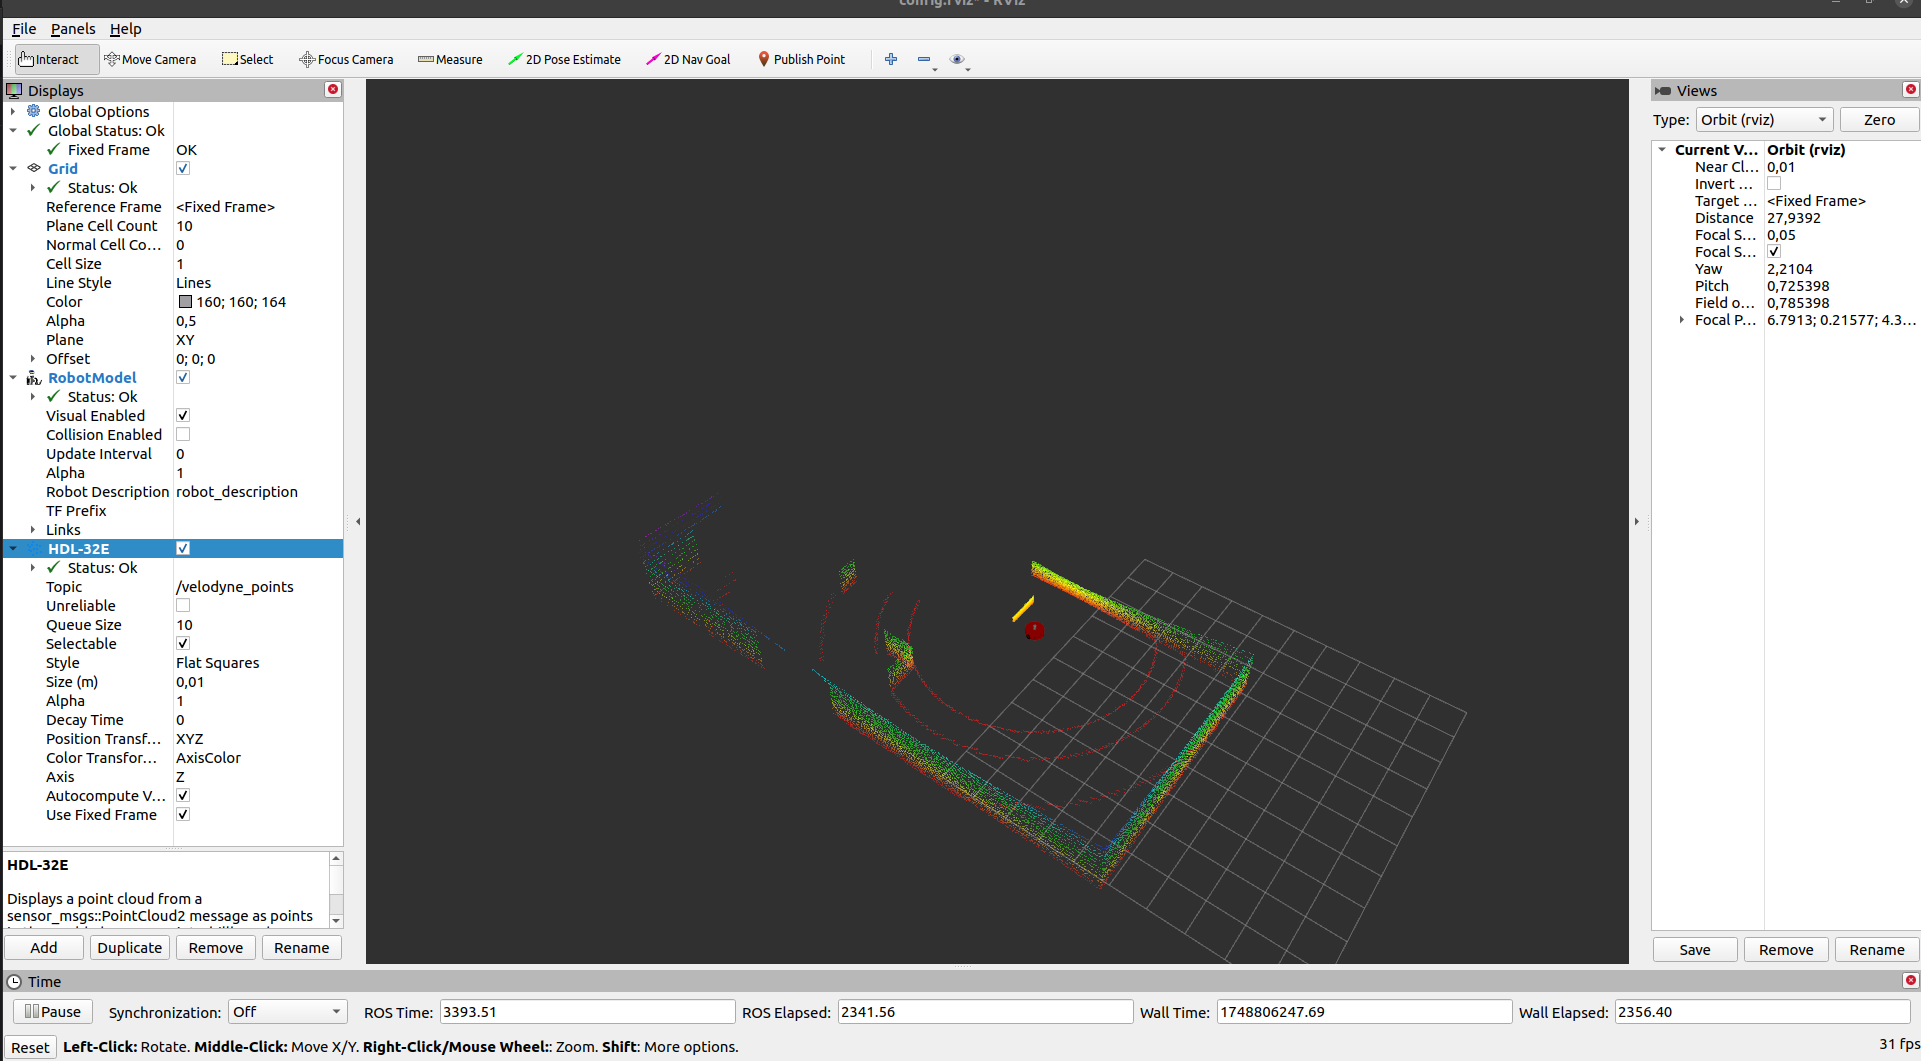 config.rviz* - RViz
File Panels Help
Interact Move Camera Select Focus Camera Measure 2D Pose Estimate 2D Nav Goal Publish Point
Displays
Global Options
Global Status: Ok
Fixed Frame OK
Grid
Status: Ok
Reference Frame <Fixed Frame>
Plane Cell Count 10
Normal Cell Co... 0
Cell Size 1
Line Style Lines
Color 160; 160; 164
Alpha 0,5
Plane XY
Offset 0; 0; 0
RobotModel
Status: Ok
Visual Enabled
Collision Enabled
Update Interval 0
Alpha 1
Robot Description robot_description
TF Prefix
Links
HDL-32E
Status: Ok
Topic /velodyne_points
Unreliable
Queue Size 10
Selectable
Style Flat Squares
Size (m) 0,01
Alpha 1
Decay Time 0
Position Transf... XYZ
Color Transfor... AxisColor
Axis Z
Autocompute V...
Use Fixed Frame
HDL-32E
Displays a point cloud from a
sensor_msgs::PointCloud2 message as points
Add Duplicate Remove Rename
Views
Type: Orbit (rviz) Zero
Current V... Orbit (rviz)
Near Cl... 0,01
Invert ...
Target ... <Fixed Frame>
Distance 27,9392
Focal S... 0,05
Focal S...
Yaw 2,2104
Pitch 0,725398
Field o... 0,785398
Focal P... 6.7913; 0.21577; 4.3...
Save Remove Rename
Time
Pause Synchronization: Off ROS Time: 3393.51 ROS Elapsed: 2341.56 Wall Time: 1748806247.69 Wall Elapsed: 2356.40
Reset Left-Click: Rotate. Middle-Click: Move X/Y. Right-Click/Mouse Wheel:: Zoom. Shift: More options. 31 fps